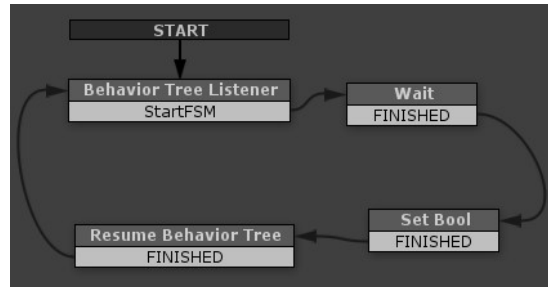 START
Behavior Tree Listener
StartFSM
Wait
FINISHED
Set Bool
FINISHED
Resume Behavior Tree
FINISHED